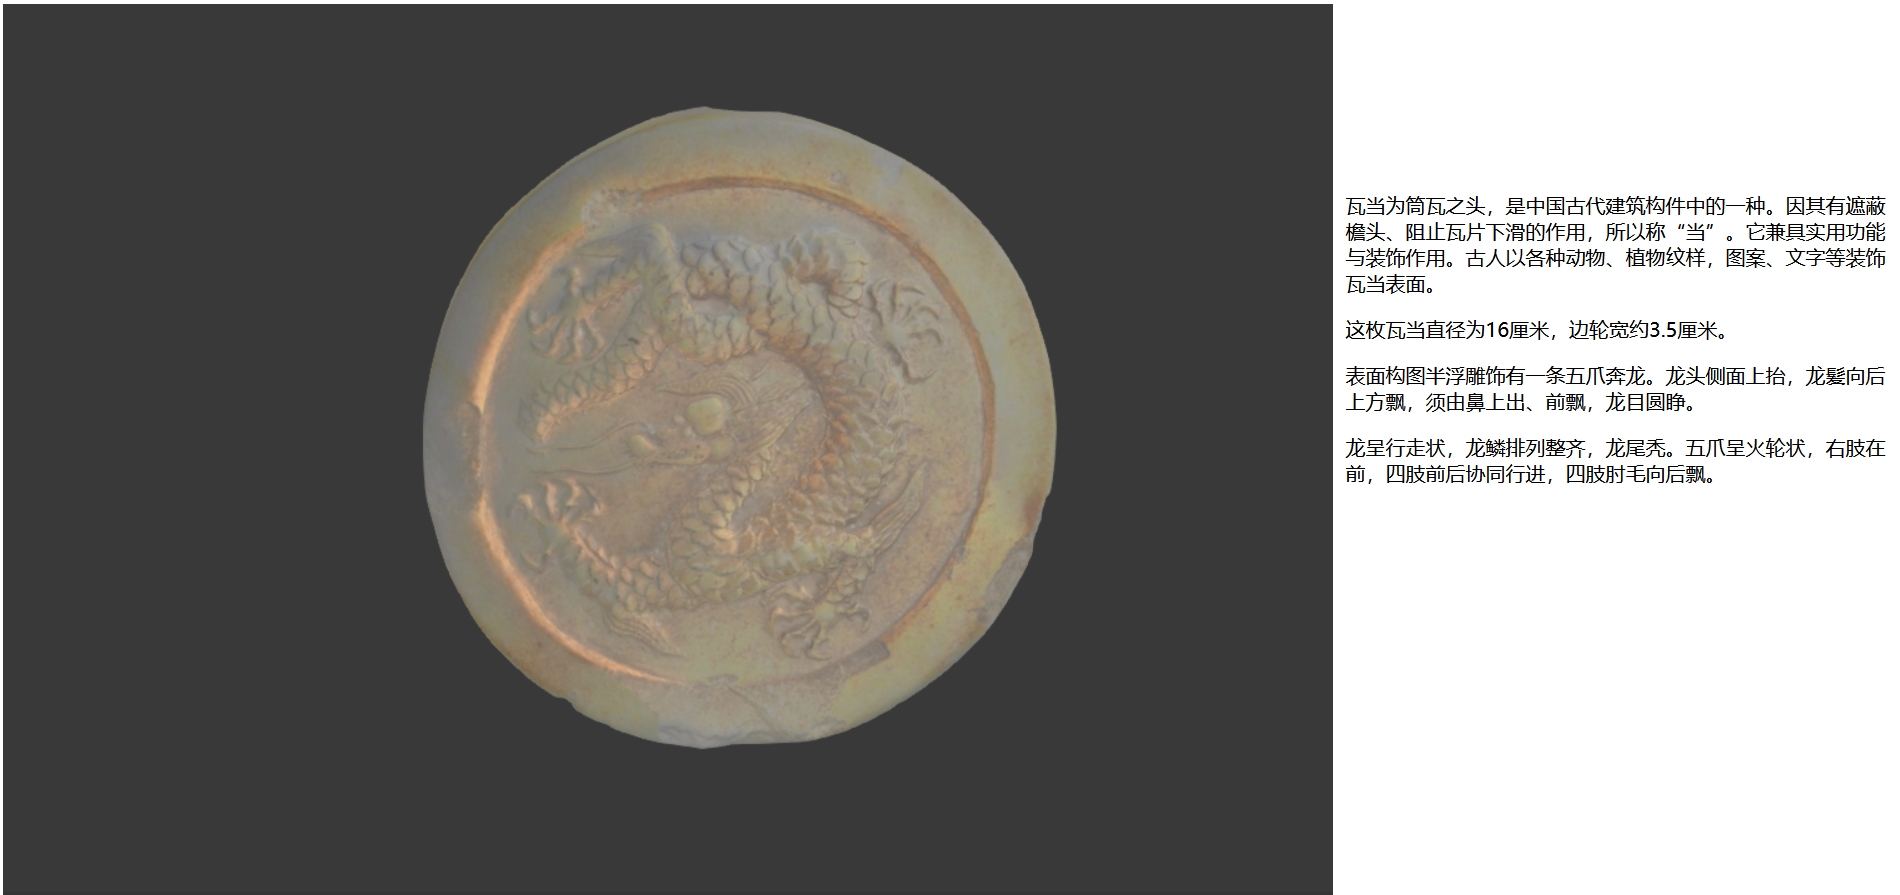 瓦当为筒瓦之头，是中国古代建筑构件中的一种。因其有遮蔽
檐头、阻止瓦片下滑的作用，所以称“当”。它兼具实用功能
与装饰作用。古人以各种动物、植物纹样，图案、文字等装饰
瓦当表面。
这枚瓦当直径为16厘米，边轮宽约3.5厘米。
表面构图半浮雕饰有一条五爪奔龙。龙头侧面上抬，龙鬣向后
上方飘，须由鼻上出、前飘，龙目圆睁。
龙呈行走状，龙鳞排列整齐，龙尾秃。五爪呈火轮状，右肢在
前，四肢前后协同行进，四肢肘毛向后飘。